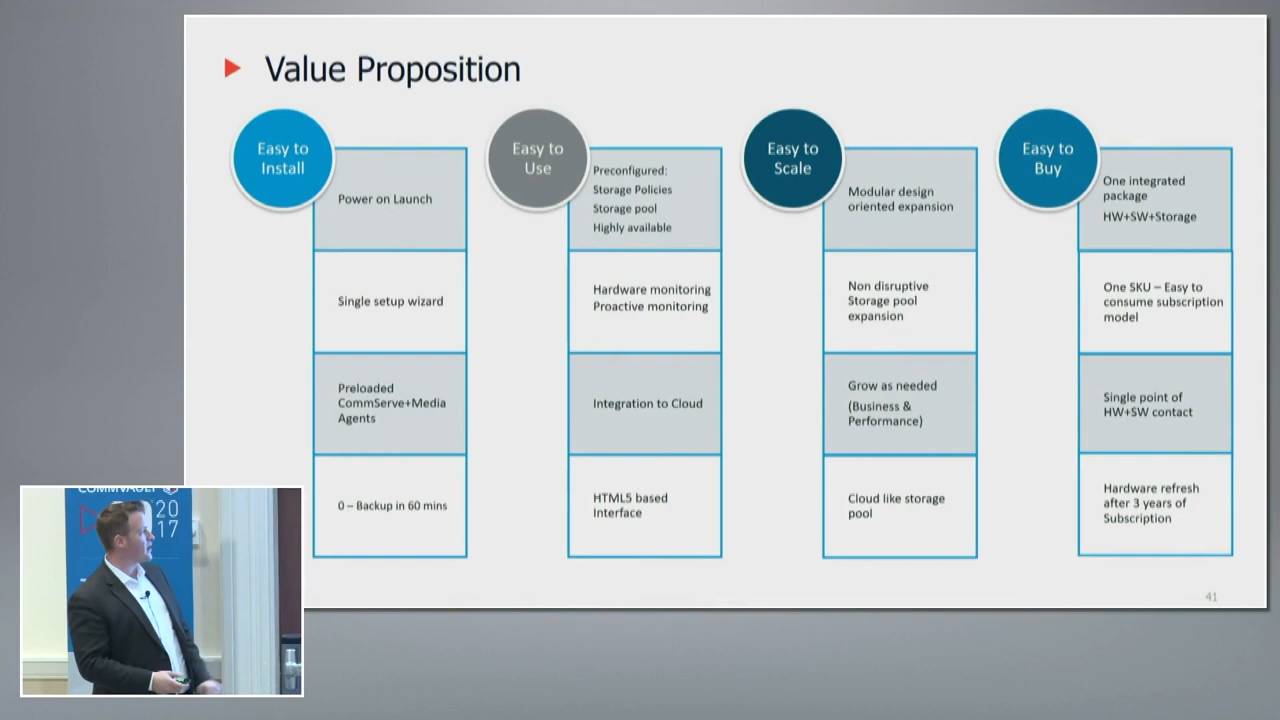 Value Proposition
Easy to
Install
Power on Launch
Single setup wizard
Preloaded
CommServe+Media
Agents
0 – Backup in 60 mins
Easy to
Use
Preconfigured:
Storage Policies
Storage pool
Highly available
Hardware monitoring
Proactive monitoring
Integration to Cloud
HTML5 based
Interface
Easy to
Scale
Modular design
oriented expansion
Non disruptive
Storage pool
expansion
Grow as needed
(Business &
Performance)
Cloud like storage
pool
Easy to
Buy
One integrated
package
HW+SW+Storage
One SKU – Easy to
consume subscription
model
Single point of
HW+SW contact
Hardware refresh
after 3 years of
Subscription
41
COMMVAULT
20
17